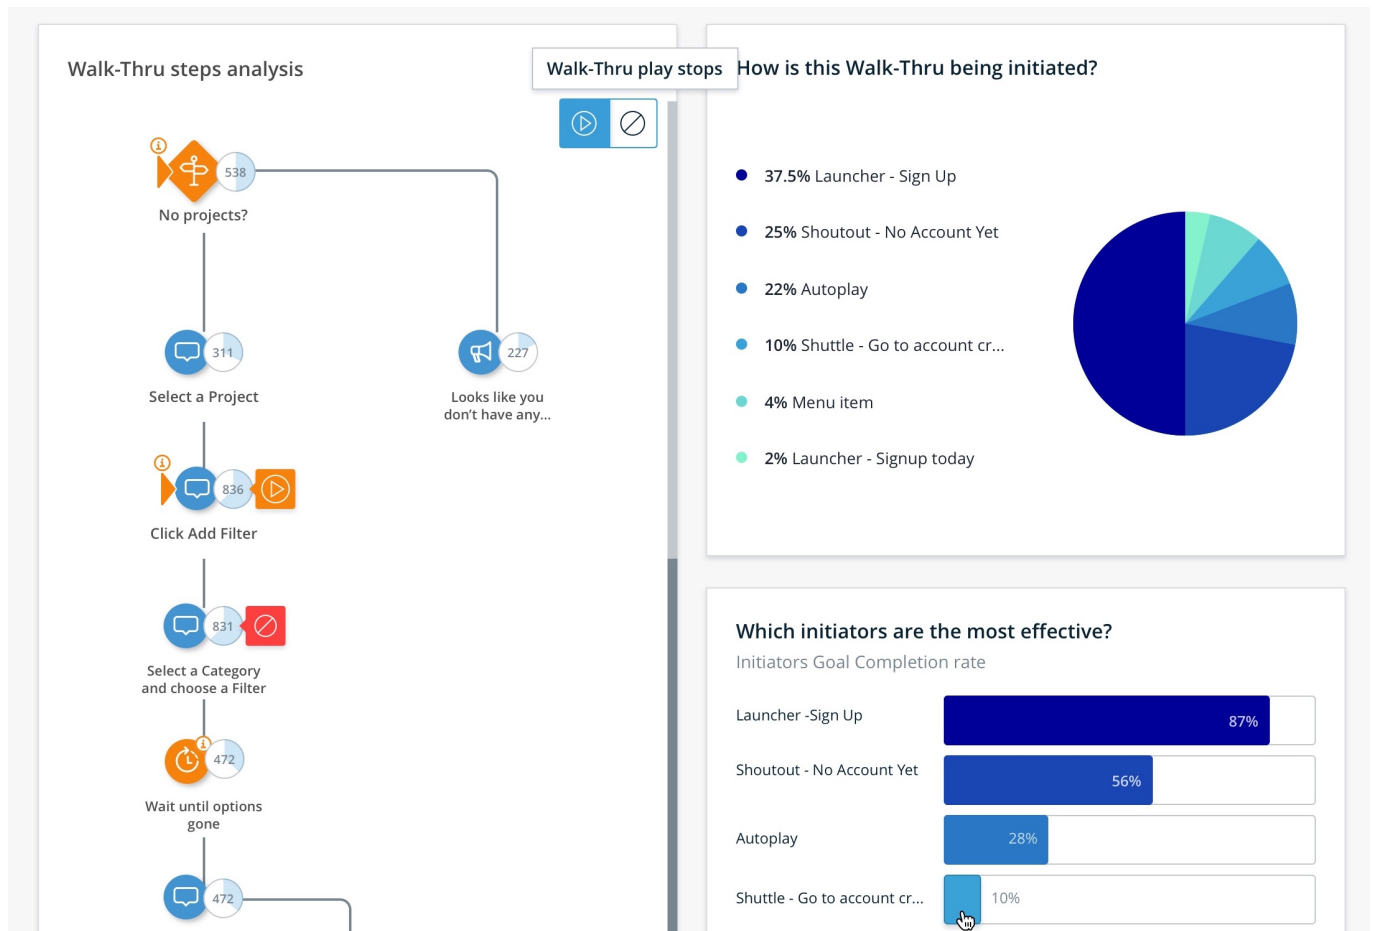 Walk-Thru steps analysis
Walk-Thru play stops
538
No projects?
311
Select a Project
227
Looks like you
don't have any...
836
Click Add Filter
831
Select a Category
and choose a Filter
472
Wait until options
gone
472
How is this Walk-Thru being initiated?
37.5% Launcher - Sign Up
25% Shoutout - No Account Yet
22% Autoplay
10% Shuttle - Go to account cr...
4% Menu item
2% Launcher - Signup today
Which initiators are the most effective?
Initiators Goal Completion rate
Launcher -Sign Up 87%
Shoutout - No Account Yet 56%
Autoplay 28%
Shuttle - Go to account cr... 10%